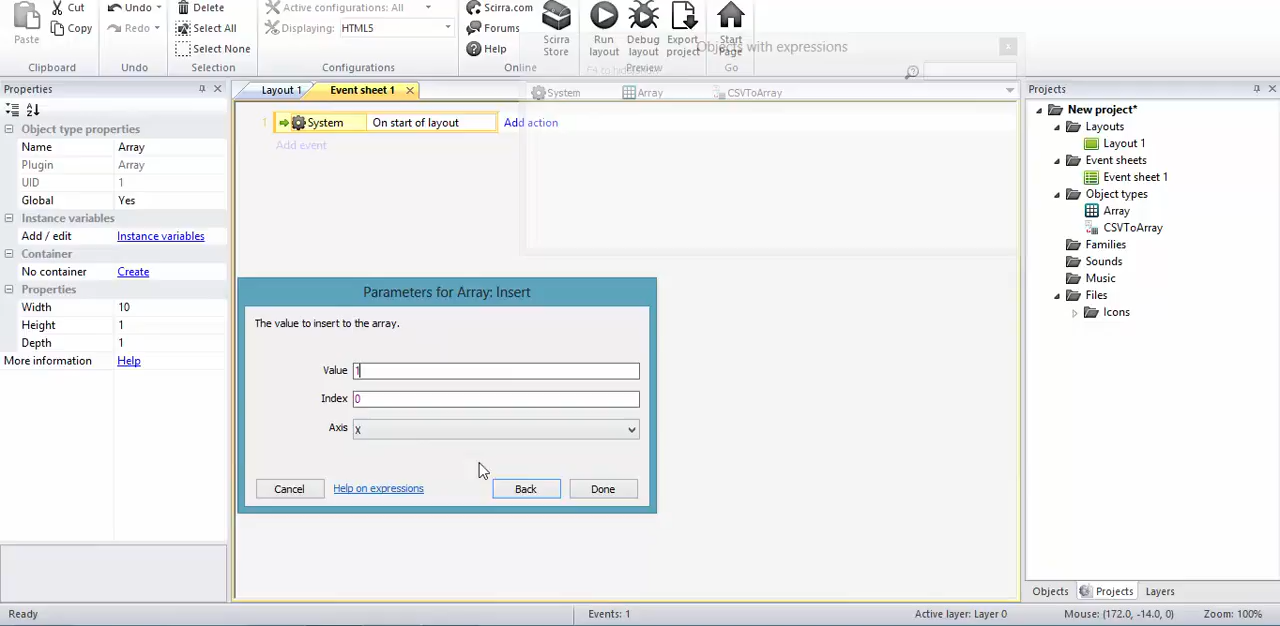 Cut
Paste
Copy
Clipboard
Undo
Redo
Undo
Delete
Select All
Select None
Selection
Active configurations: All
Displaying: HTML5
Configurations
Scirra.com
Forums
Help
Online
Scirra Store
Run layout
Debug layout
Export project
Preview
Start Page
Go
Objects with expressions
System
Array
CSVToArray
Properties
Object type properties
Name Array
Plugin Array
UID 1
Global Yes
Instance variables
Add / edit Instance variables
Container
No container Create
Properties
Width 10
Height 1
Depth 1
More information Help
Layout 1
Event sheet 1
1 System On start of layout Add action
Add event
Parameters for Array: Insert
The value to insert to the array.
Value 1
Index 0
Axis X
Cancel Help on expressions Back Done
Projects
New project*
Layouts
Layout 1
Event sheets
Event sheet 1
Object types
Array
CSVToArray
Families
Sounds
Music
Files
Icons
Objects Projects Layers
Ready Events: 1 Active layer: Layer 0 Mouse: (172.0, -14.0, 0) Zoom: 100%